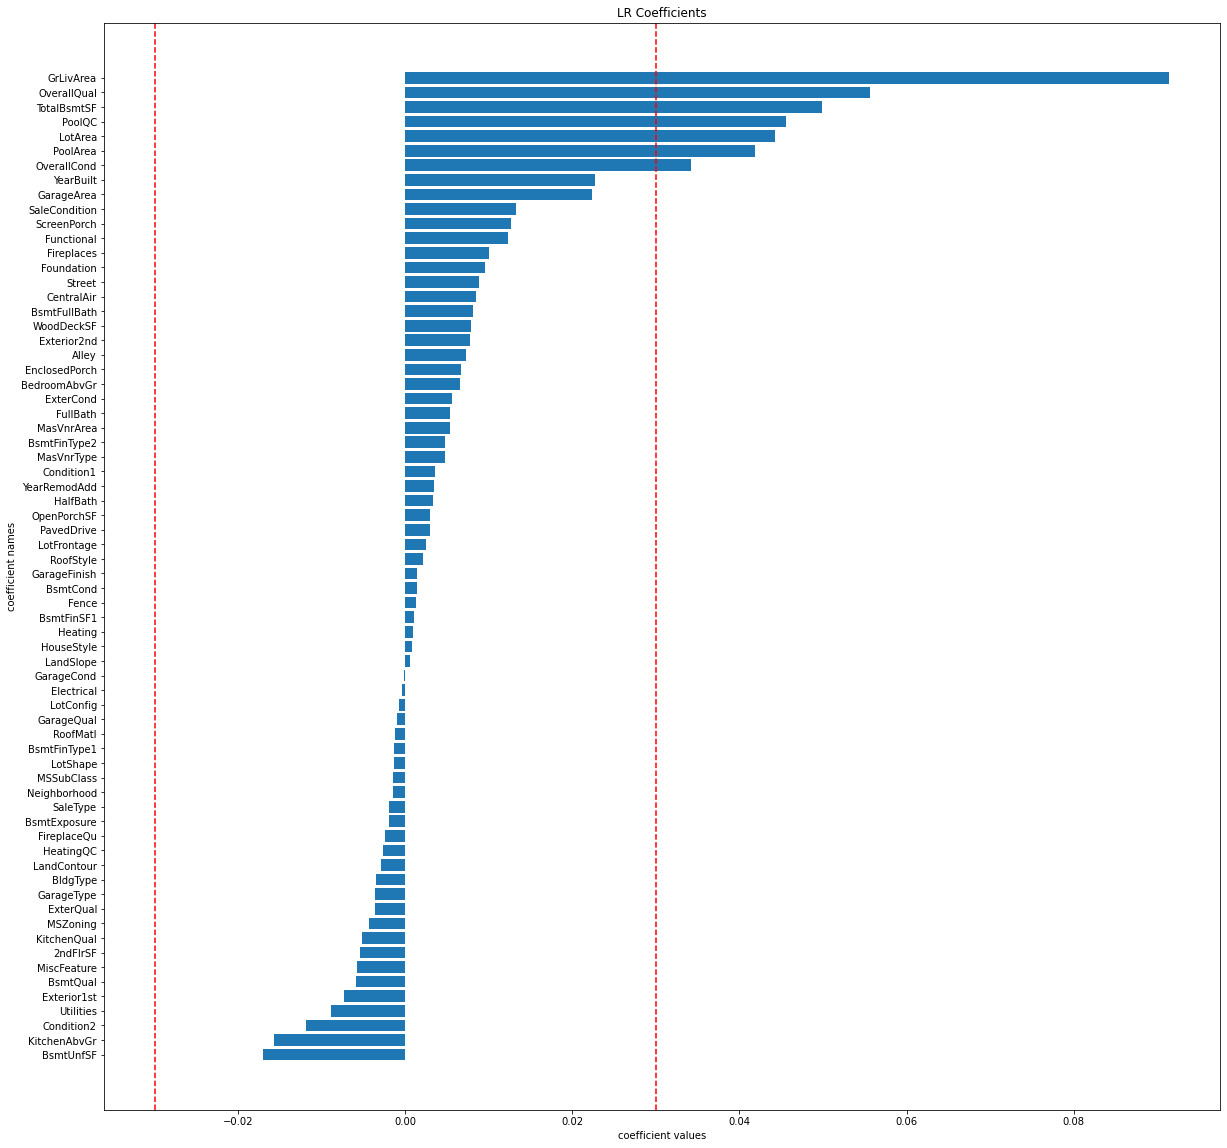 LR Coefficients
GrLivArea
OverallQual
TotalBsmtSF
PoolQC
LotArea
PoolArea
OverallCond
YearBuilt
GarageArea
SaleCondition
ScreenPorch
Functional
Fireplaces
Foundation
Street
CentralAir
BsmtFullBath
WoodDeckSF
Exterior2nd
Alley
EnclosedPorch
BedroomAbvGr
ExterCond
FullBath
MasVnrArea
BsmtFinType2
MasVnrType
Condition1
YearRemodAdd
HalfBath
OpenPorchSF
PavedDrive
LotFrontage
RoofStyle
GarageFinish
BsmtCond
Fence
BsmtFinSF1
Heating
HouseStyle
LandSlope
GarageCond
Electrical
LotConfig
GarageQual
RoofMatl
BsmtFinType1
LotShape
MSSubClass
Neighborhood
SaleType
BsmtExposure
FireplaceQu
HeatingQC
LandContour
BldgType
GarageType
ExterQual
MSZoning
KitchenQual
2ndFlrSF
MiscFeature
BsmtQual
Exterior1st
Utilities
Condition2
KitchenAbvGr
BsmtUnfSF
coefficient names
−0.02 0.00 0.02 0.04 0.06 0.08
coefficient values